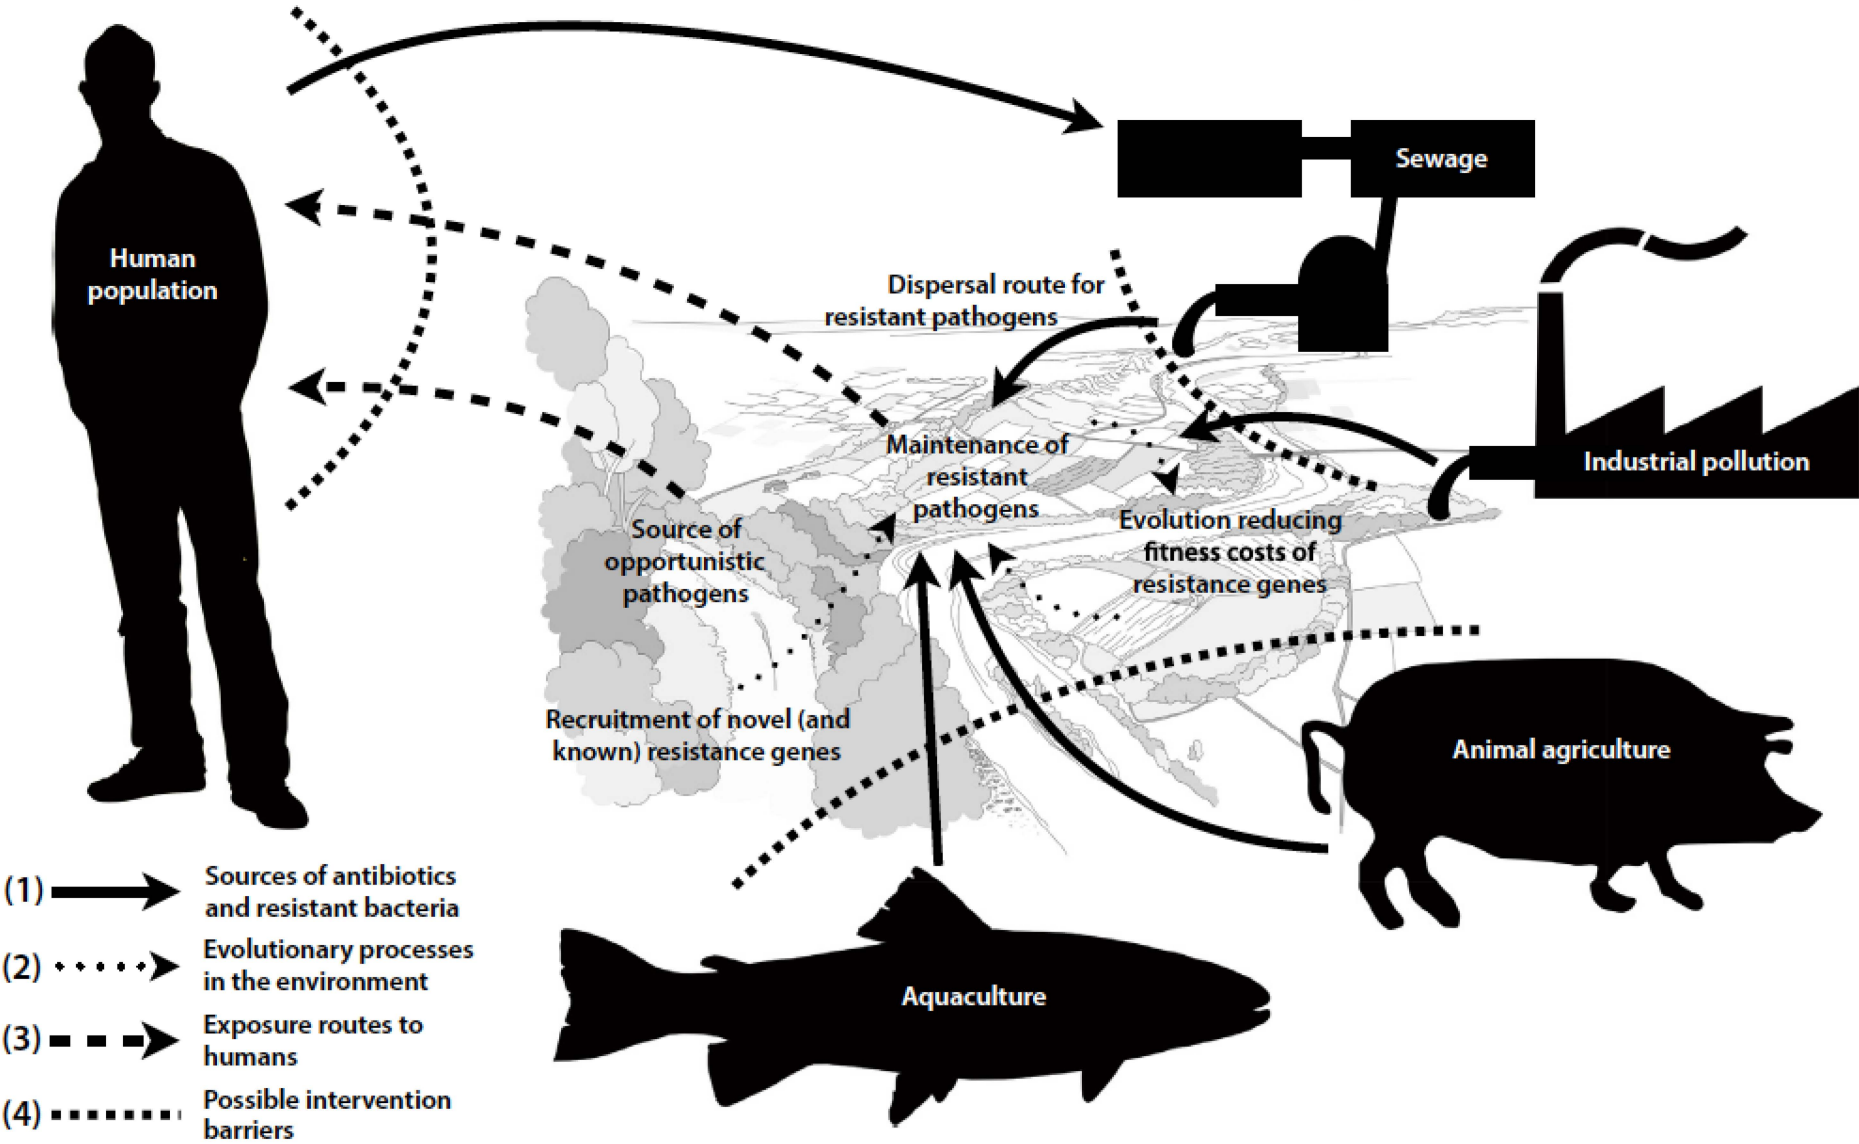 Sewage
Human
population
Dispersal route for
resistant pathogens
Maintenance of
resistant
pathogens
Industrial pollution
Source of
opportunistic
pathogens
Evolution reducing
fitness costs of
resistance genes
Recruitment of novel (and
known) resistance genes
Animal agriculture
Aquaculture
(1) Sources of antibiotics
and resistant bacteria
(2) Evolutionary processes
in the environment
(3) Exposure routes to
humans
(4) Possible intervention
barriers